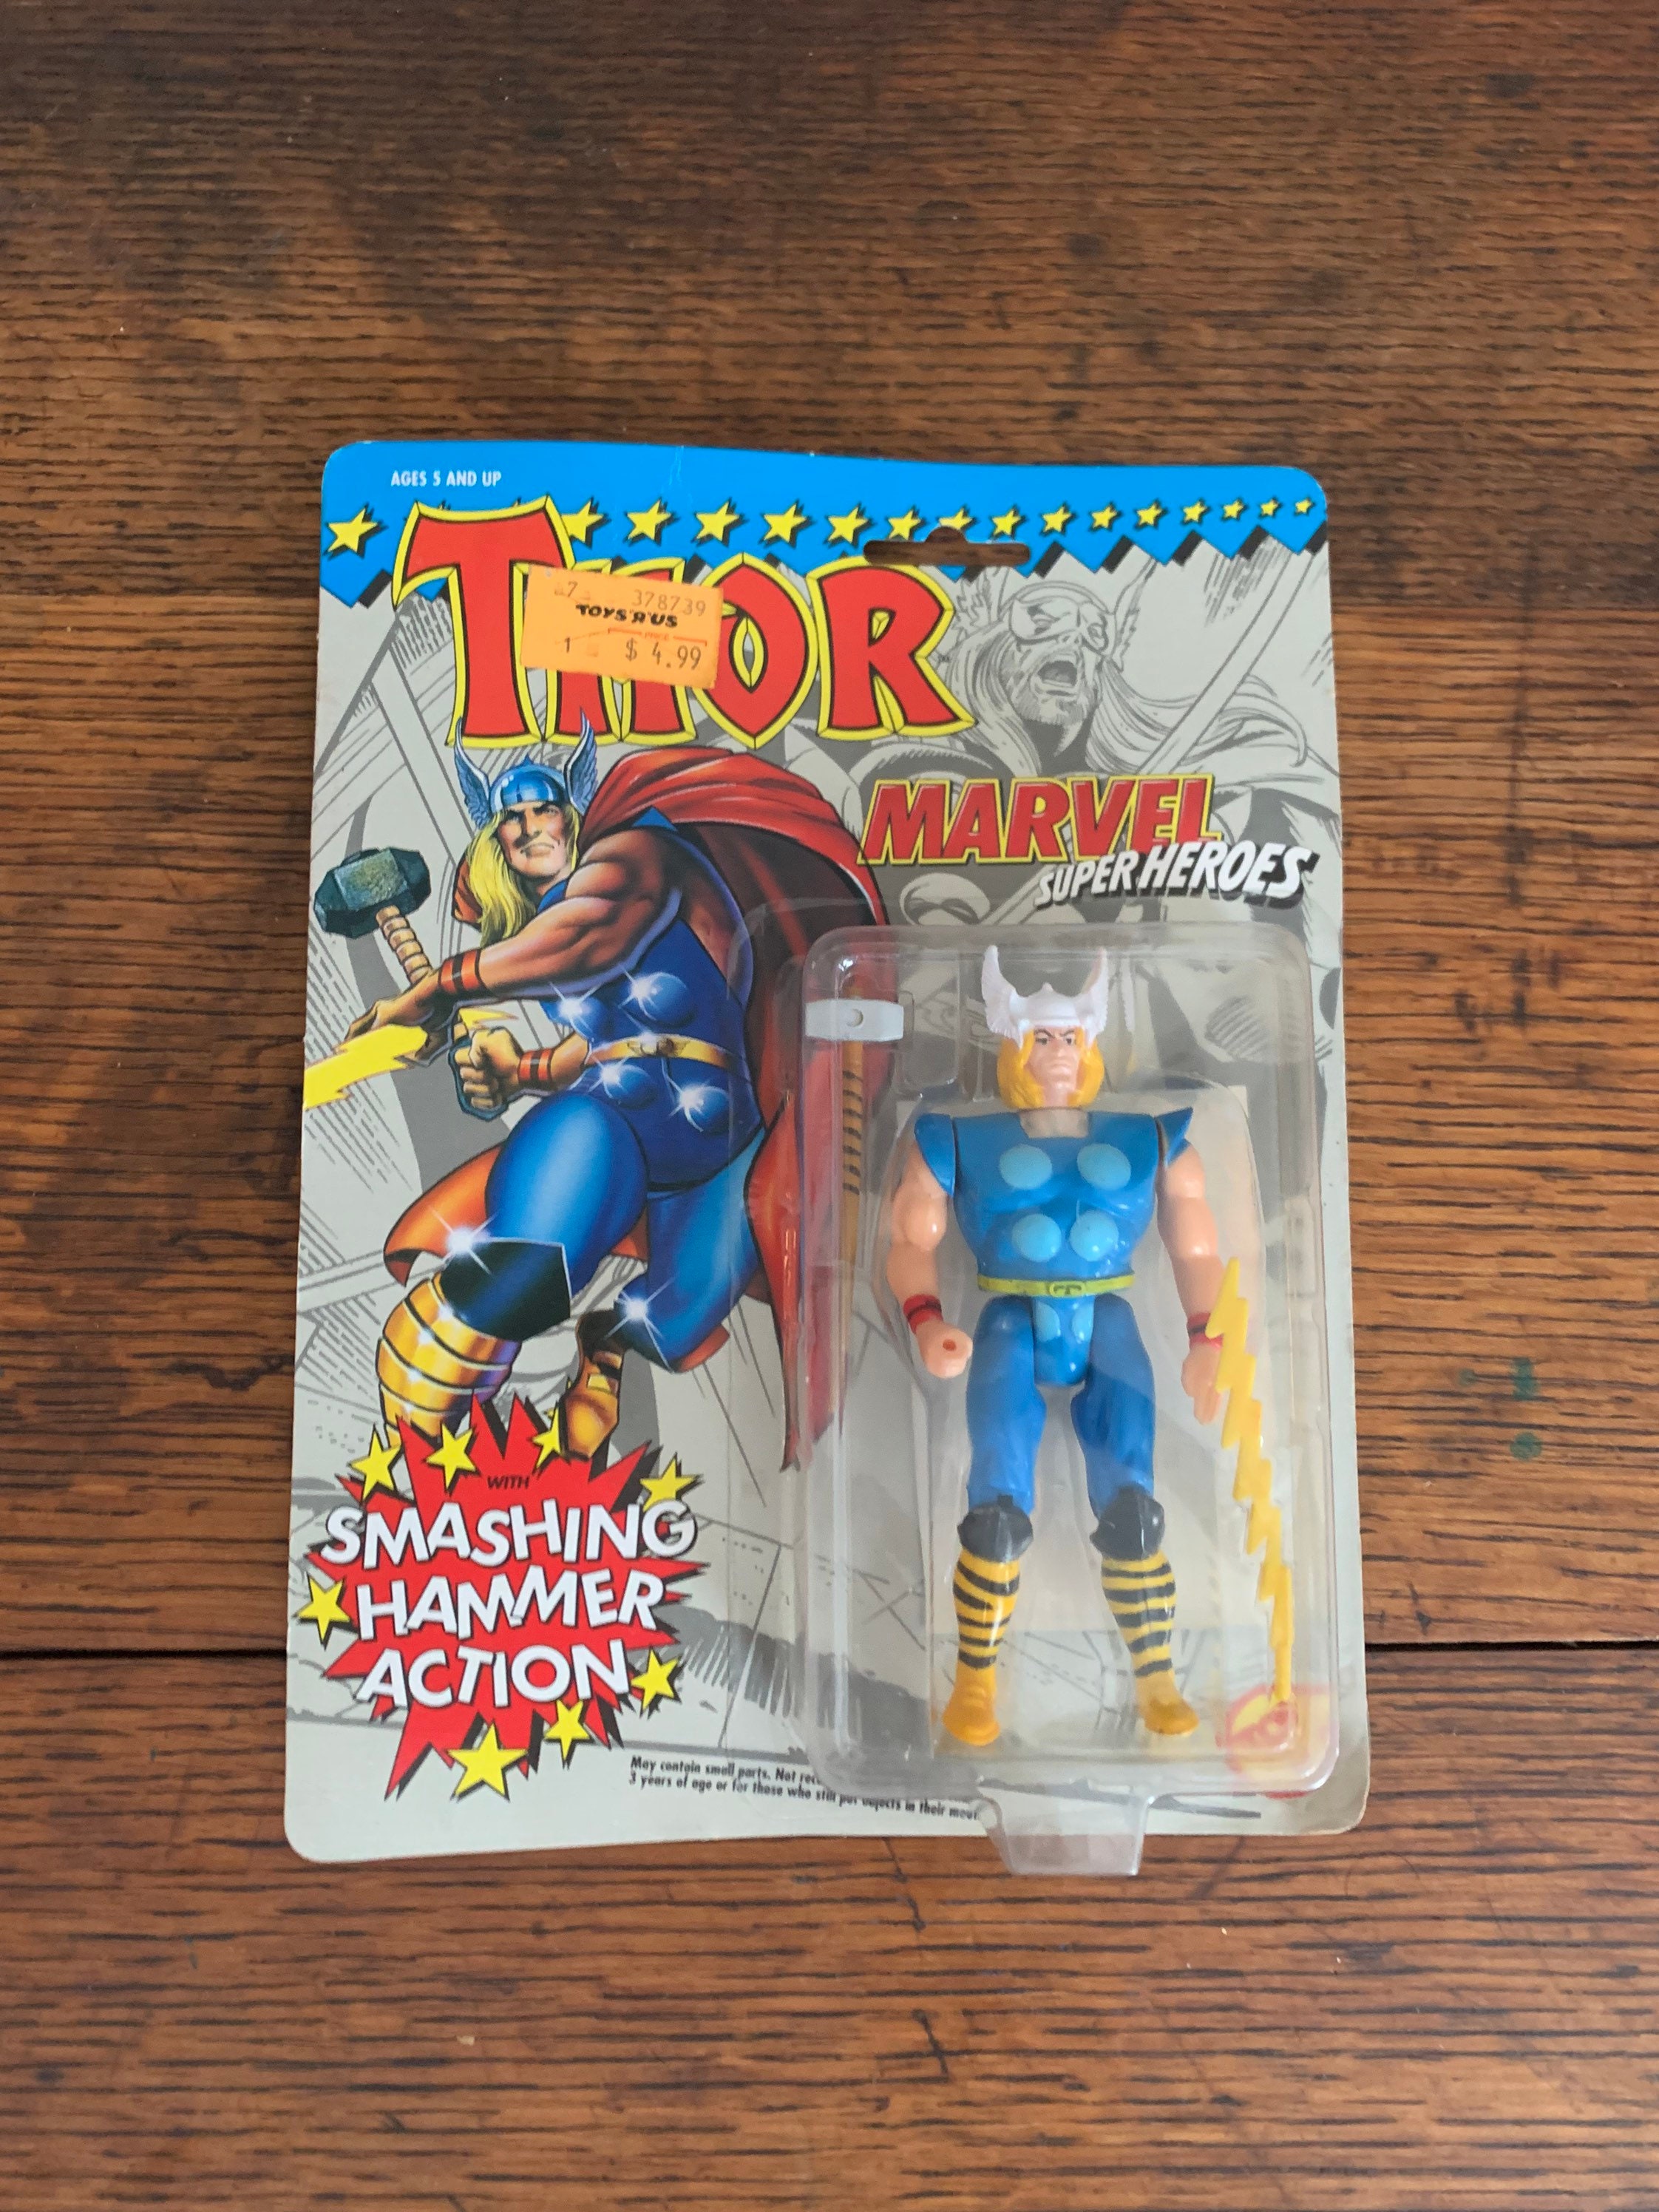 AGES 5 AND UP
THOR
378739
TOYS "R" US
PRICE
1 $ 4.99
MARVEL
SUPER HEROES
WITH
SMASHING
HAMMER
ACTION
May contain small parts. Not
3 years of age or for those who still put objects in their